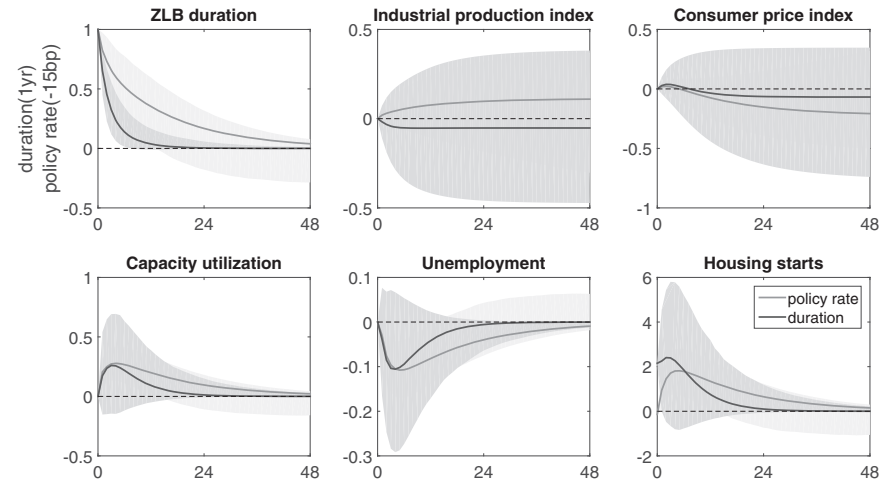 ZLB duration
Industrial production index
Consumer price index
duration(1yr)
policy rate(-15bp)
1
0.5
0
-0.5
0 24 48
0.5
0
-0.5
0 24 48
0.5
0
-0.5
-1
0 24 48
Capacity utilization
Unemployment
Housing starts
1
0.5
0
-0.5
0 24 48
0.1
0
-0.1
-0.2
-0.3
0 24 48
6
4
2
0
-2
0 24 48
policy rate
duration